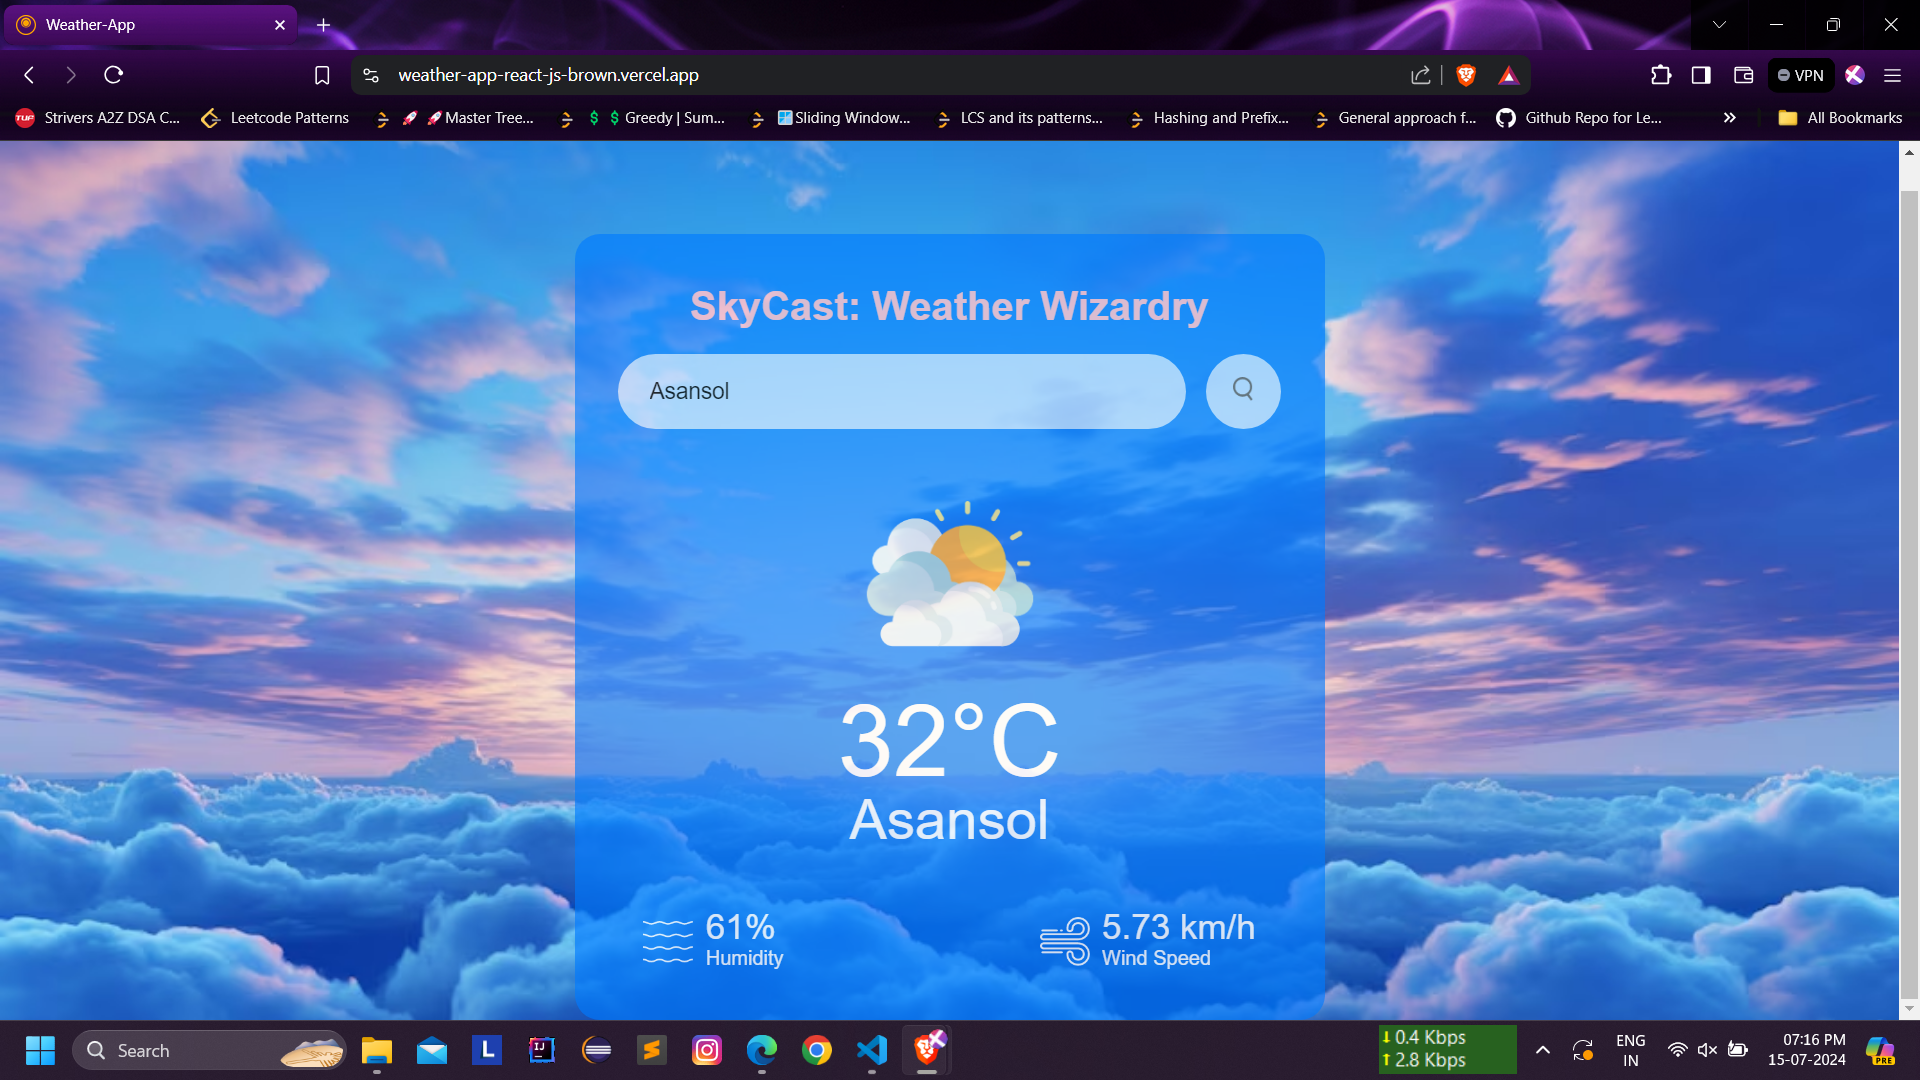 Weather-App
weather-app-react-js-brown.vercel.app
VPN
TUF Strivers A2Z DSA C...
Leetcode Patterns
Master Tree...
$ $ Greedy | Sum...
Sliding Window...
LCS and its patterns...
Hashing and Prefix...
General approach f...
Github Repo for Le...
All Bookmarks
SkyCast: Weather Wizardry
Asansol
32°C
Asansol
61%
Humidity
5.73 km/h
Wind Speed
Search
L
IJ
0.4 Kbps
2.8 Kbps
ENG
IN
07:16 PM
15-07-2024
PRE